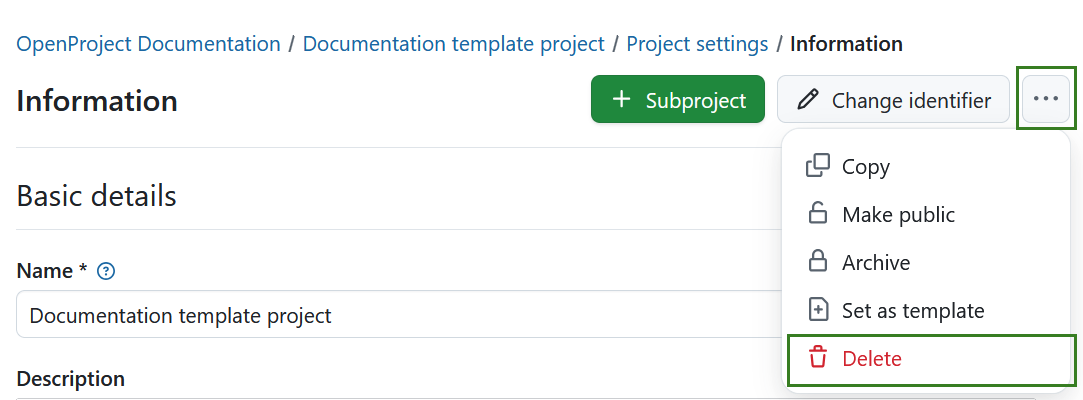 OpenProject Documentation / Documentation template project / Project settings / Information
Information
+ Subproject
Change identifier
Copy
Make public
Archive
Set as template
Delete
Basic details
Name * ?
Documentation template project
Description